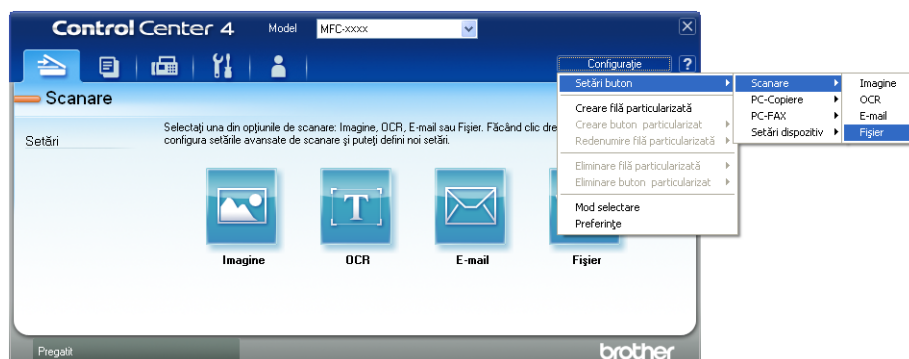 Control Center 4
Model
MFC-xxxx
Configurație
?
Scanare
Setări
Selectați una din opțiunile de scanare: Imagine, OCR, E-mail sau Fișier. Făcând clic dre
configura setările avansate de scanare și puteți defini noi setări.
Imagine
OCR
E-mail
Fișier
Setări buton
Creare filă particularizată
Creare buton particularizat
Redenumire filă particularizată
Eliminare filă particularizată
Eliminare buton particularizat
Mod selectare
Preferințe
Scanare
PC-Copiere
PC-FAX
Setări dispozitiv
Imagine
OCR
E-mail
Fișier
Pregatit
brother